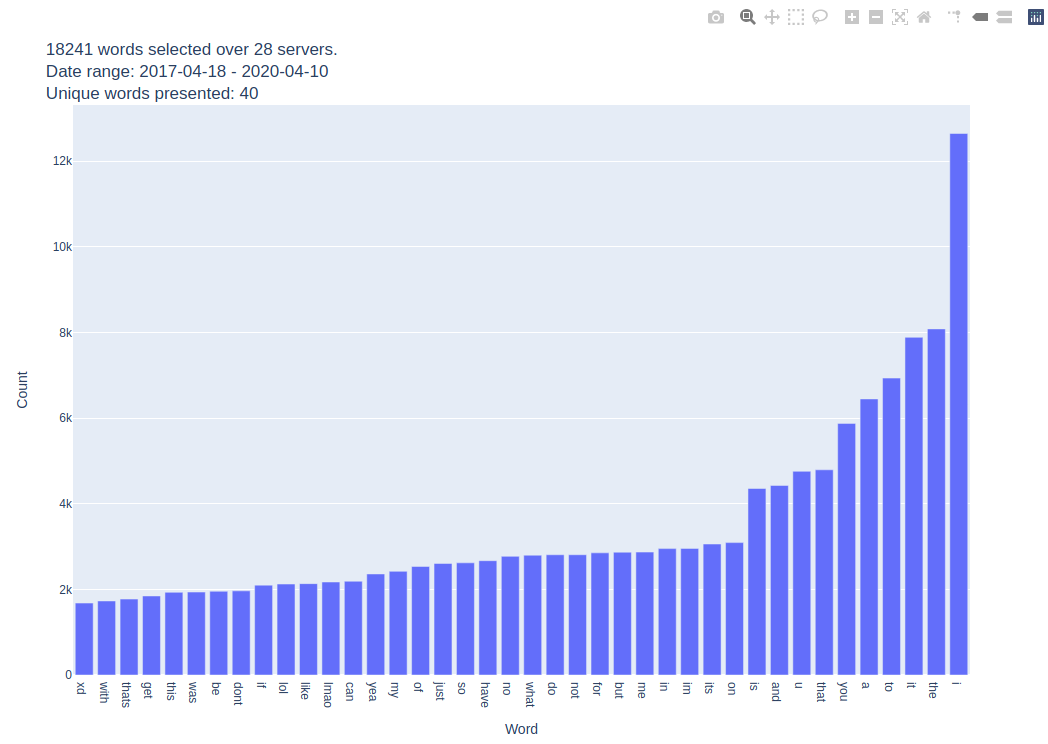 18241 words selected over 28 servers.
Date range: 2017-04-18 - 2020-04-10
Unique words presented: 40
12k
10k
8k
6k
4k
2k
0
Count
xd
with
thats
get
this
was
be
dont
if
lol
like
lmao
can
yea
my
of
just
so
have
no
what
do
not
for
but
me
in
im
its
on
is
and
u
that
you
a
to
it
the
i
Word